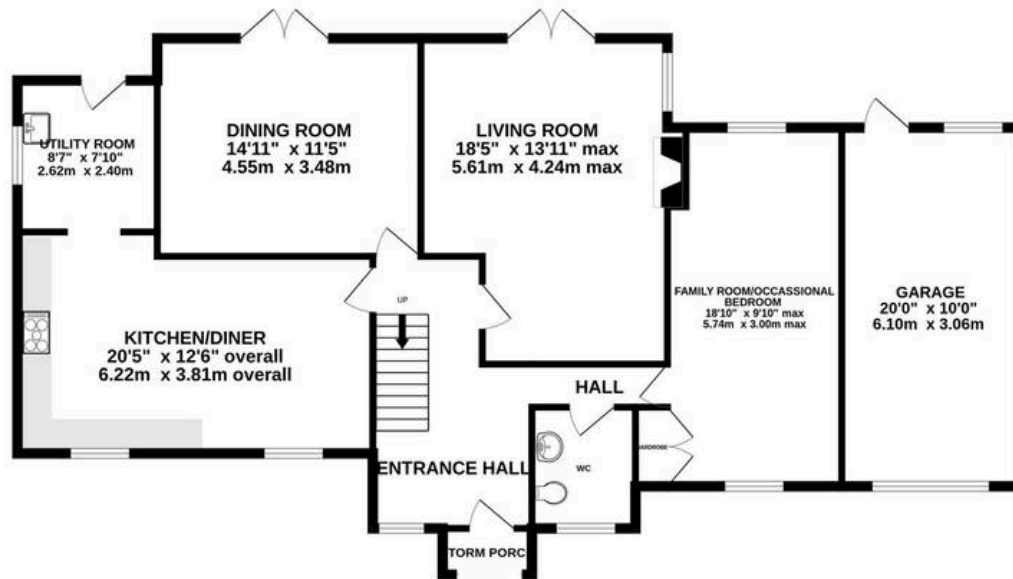 DINING ROOM
14'11" x 11'5"
4.55m x 3.48m
LIVING ROOM
18'5" x 13'11" max
5.61m x 4.24m max
UTILITY ROOM
8'7" x 7'10"
2.62m x 2.40m
FAMILY ROOM/OCCASSIONAL
BEDROOM
18'10" x 9'10" max
5.74m x 3.00m max
GARAGE
20'0" x 10'0"
6.10m x 3.06m
UP
KITCHEN/DINER
20'5" x 12'6" overall
6.22m x 3.81m overall
HALL
ENTRANCE HALL
WC
TORM PORC